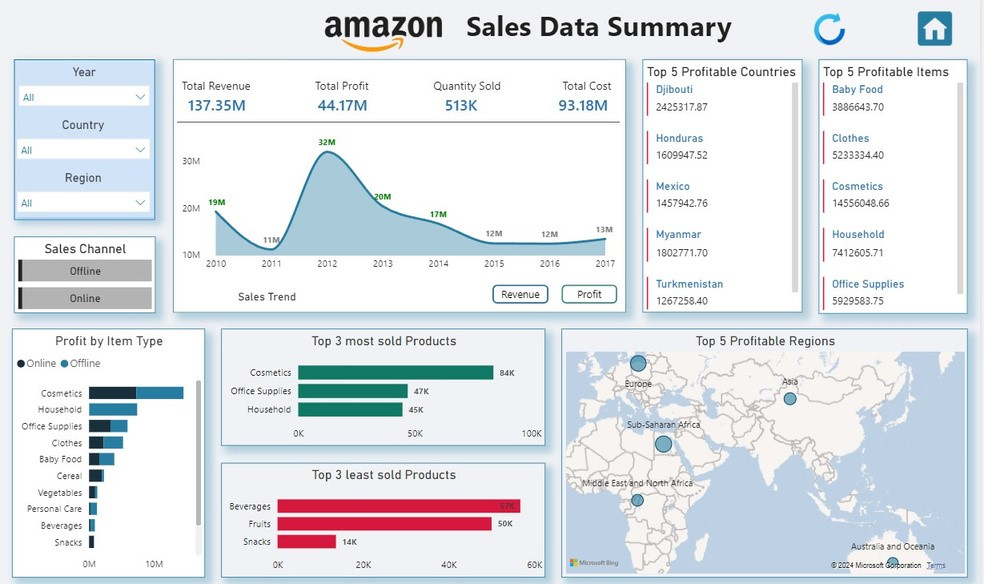 amazon Sales Data Summary
Year
All
Country
All
Region
All
Sales Channel
Offline
Online
Total Revenue
137.35M
Total Profit
44.17M
Quantity Sold
513K
Total Cost
93.18M
30M
20M
10M
19M
11M
32M
20M
17M
12M
12M
13M
2010 2011 2012 2013 2014 2015 2016 2017
Sales Trend
Revenue
Profit
Top 5 Profitable Countries
Djibouti
2425317.87
Honduras
1609947.52
Mexico
1457942.76
Myanmar
1802771.70
Turkmenistan
1267258.40
Top 5 Profitable Items
Baby Food
3886643.70
Clothes
5233334.40
Cosmetics
14556048.66
Household
7412605.71
Office Supplies
5929583.75
Profit by Item Type
Online Offline
Cosmetics
Household
Office Supplies
Clothes
Baby Food
Cereal
Vegetables
Personal Care
Beverages
Snacks
0M 10M
Top 3 most sold Products
Cosmetics 84K
Office Supplies 47K
Household 45K
0K 50K 100K
Top 3 least sold Products
Beverages 57K
Fruits 50K
Snacks 14K
0K 20K 40K 60K
Top 5 Profitable Regions
Europe
Asia
Sub-Saharan Africa
Middle East and North Africa
Australia and Oceania
Microsoft Bing
© 2024 Microsoft Corporation Terms